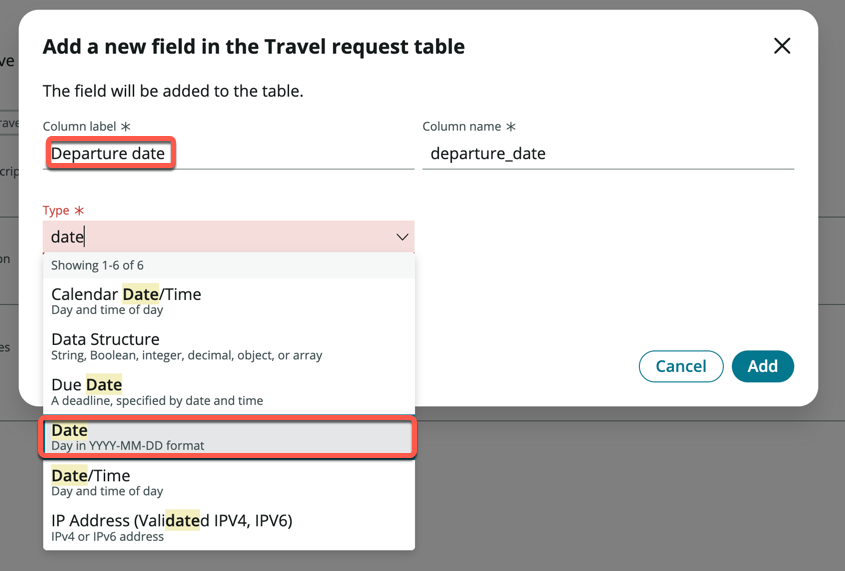 Add a new field in the Travel request table
The field will be added to the table.
Column label *
Column name *
Departure date
departure_date
Type *
date
Showing 1-6 of 6
Calendar Date/Time
Day and time of day
Data Structure
String, Boolean, integer, decimal, object, or array
Due Date
A deadline, specified by date and time
Cancel
Add
Date
Day in YYYY-MM-DD format
Date/Time
Day and time of day
IP Address (Validated IPV4, IPV6)
IPv4 or IPv6 address